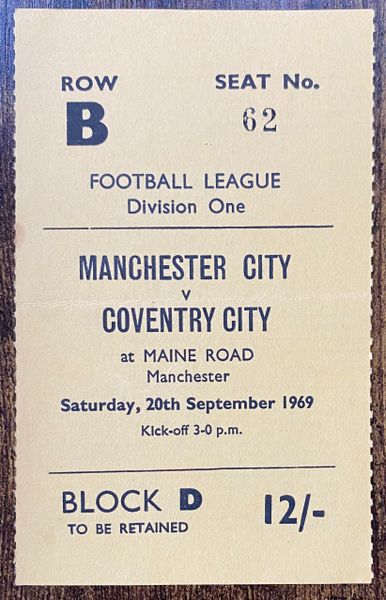 ROW SEAT No.
B 62
FOOTBALL LEAGUE
Division One
MANCHESTER CITY
v
COVENTRY CITY
at MAINE ROAD
Manchester
Saturday, 20th September 1969
Kick-off 3-0 p.m.
BLOCK D 12/-
TO BE RETAINED